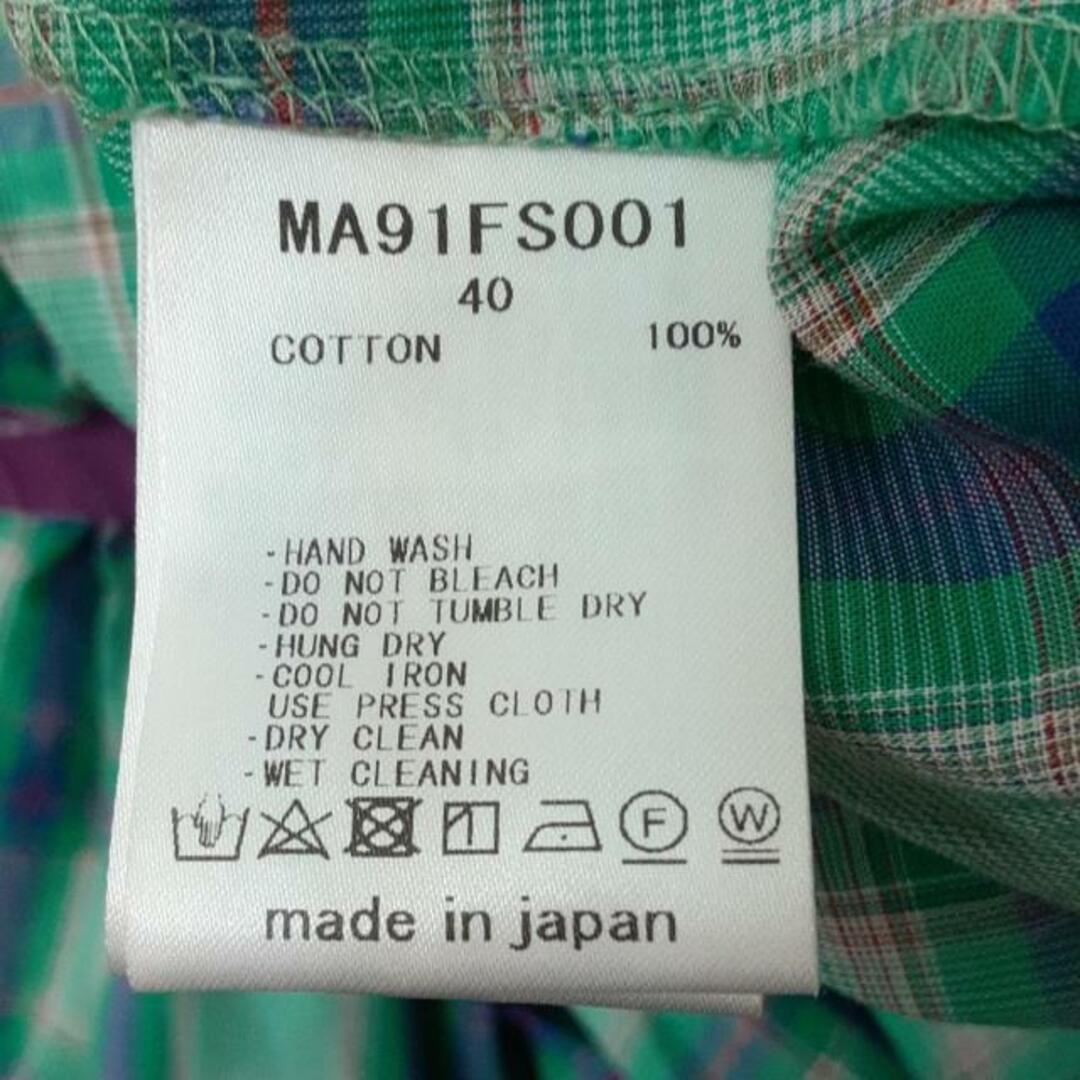 MA91FS001
40
COTTON 100%
-HAND WASH
-DO NOT BLEACH
-DO NOT TUMBLE DRY
-HUNG DRY
-COOL IRON
USE PRESS CLOTH
-DRY CLEAN
-WET CLEANING
F W
made in japan